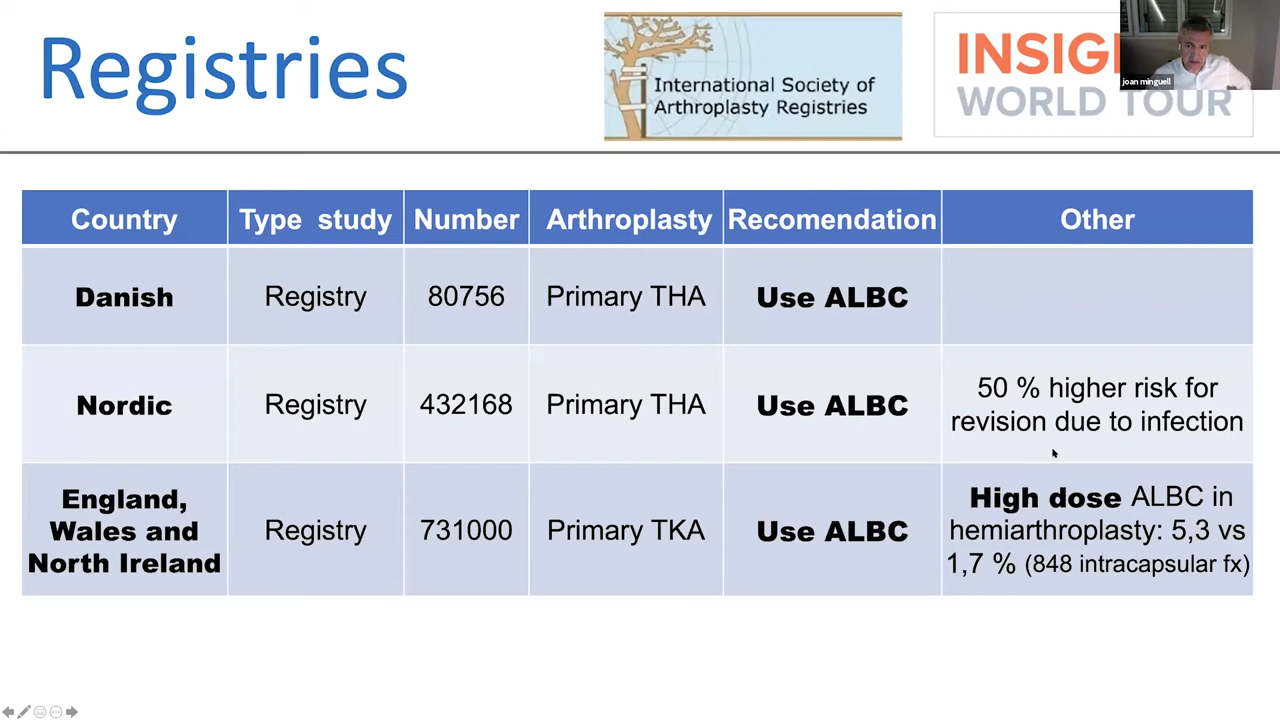 Registries
International Society of
Arthroplasty Registries
INSIG
WORLD TOUR
joan minguell
Country Type study Number Arthroplasty Recomendation Other
Danish Registry 80756 Primary THA Use ALBC
Nordic Registry 432168 Primary THA Use ALBC 50 % higher risk for
revision due to infection
England,
Wales and
North Ireland Registry 731000 Primary TKA Use ALBC High dose ALBC in
hemiarthroplasty: 5,3 vs
1,7 % (848 intracapsular fx)